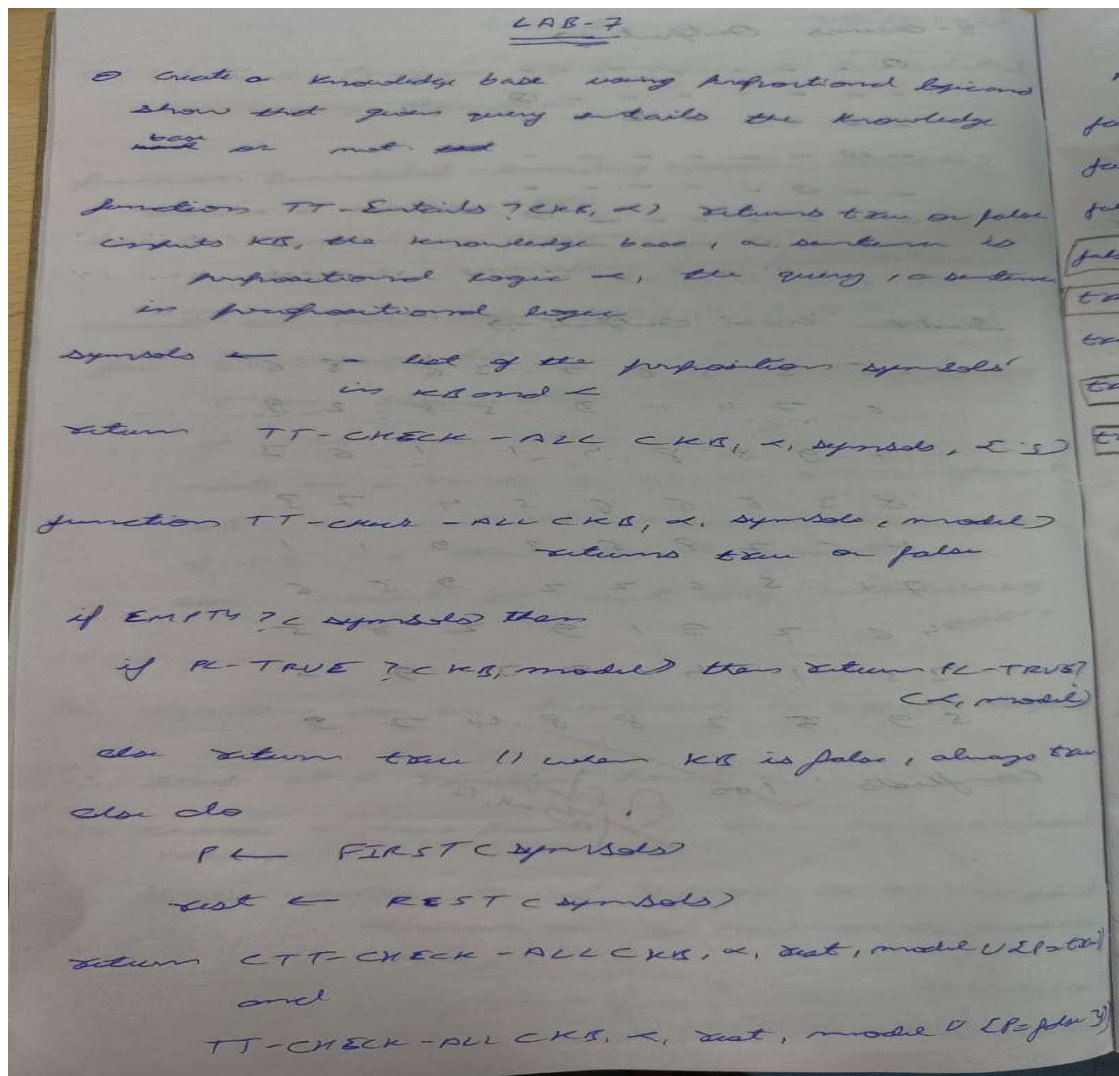 LAB-7
Create a knowledge base using propositional logic and
show that given query entails the knowledge
base or not.
function TT-Entails ? (KB, α) returns true or false
inputs KB, the knowledge base, a sentence is
propositional logic α, the query, a sentence
in propositional logic
symbols ← a list of the proposition symbols
in KB and α
return TT-CHECK-ALL (KB, α, symbols, { })
function TT-CHECK-ALL (KB, α, symbols, model)
returns true or false
if EMPTY ? (symbols) then
if PL-TRUE ? (KB, model) then return PL-TRUE?
(α, model)
else return true // when KB is false, always true
else do
P ← FIRST (symbols)
rest ← REST (symbols)
return (TT-CHECK-ALL (KB, α, rest, model ∪ {P=true})
and
TT-CHECK-ALL (KB, α, rest, model ∪ {P=false}))